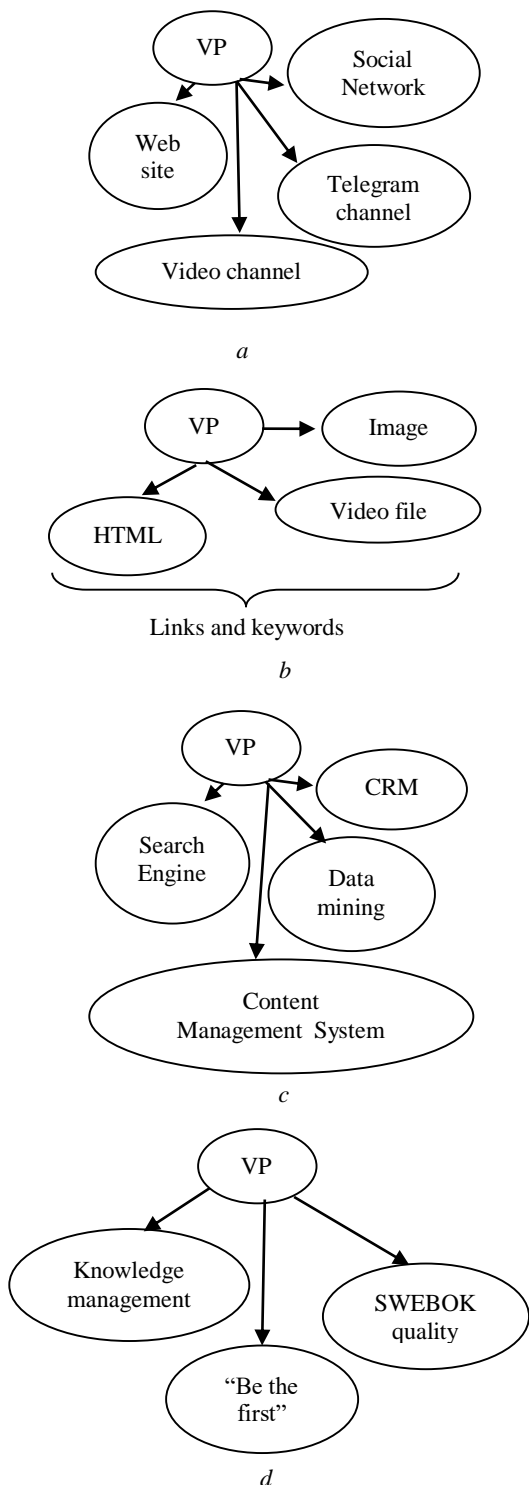 VP
Social
Network
Web
site
Telegram
channel
Video channel
a
VP
Image
Video file
HTML
Links and keywords
b
VP
CRM
Search
Engine
Data
mining
Content
Management System
c
VP
Knowledge
management
SWEBOK
quality
“Be the
first”
d